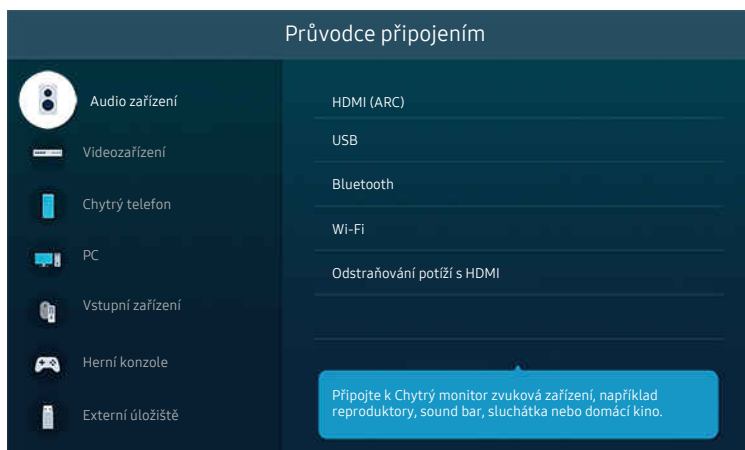 Průvodce připojením
Audio zařízení
Videozařízení
Chytrý telefon
PC
Vstupní zařízení
Herní konzole
Externí úložiště
HDMI (ARC)
USB
Bluetooth
Wi-Fi
Odstraňování potíží s HDMI
Připojte k Chytrý monitor zvuková zařízení, například
reproduktory, sound bar, sluchátka nebo domácí kino.